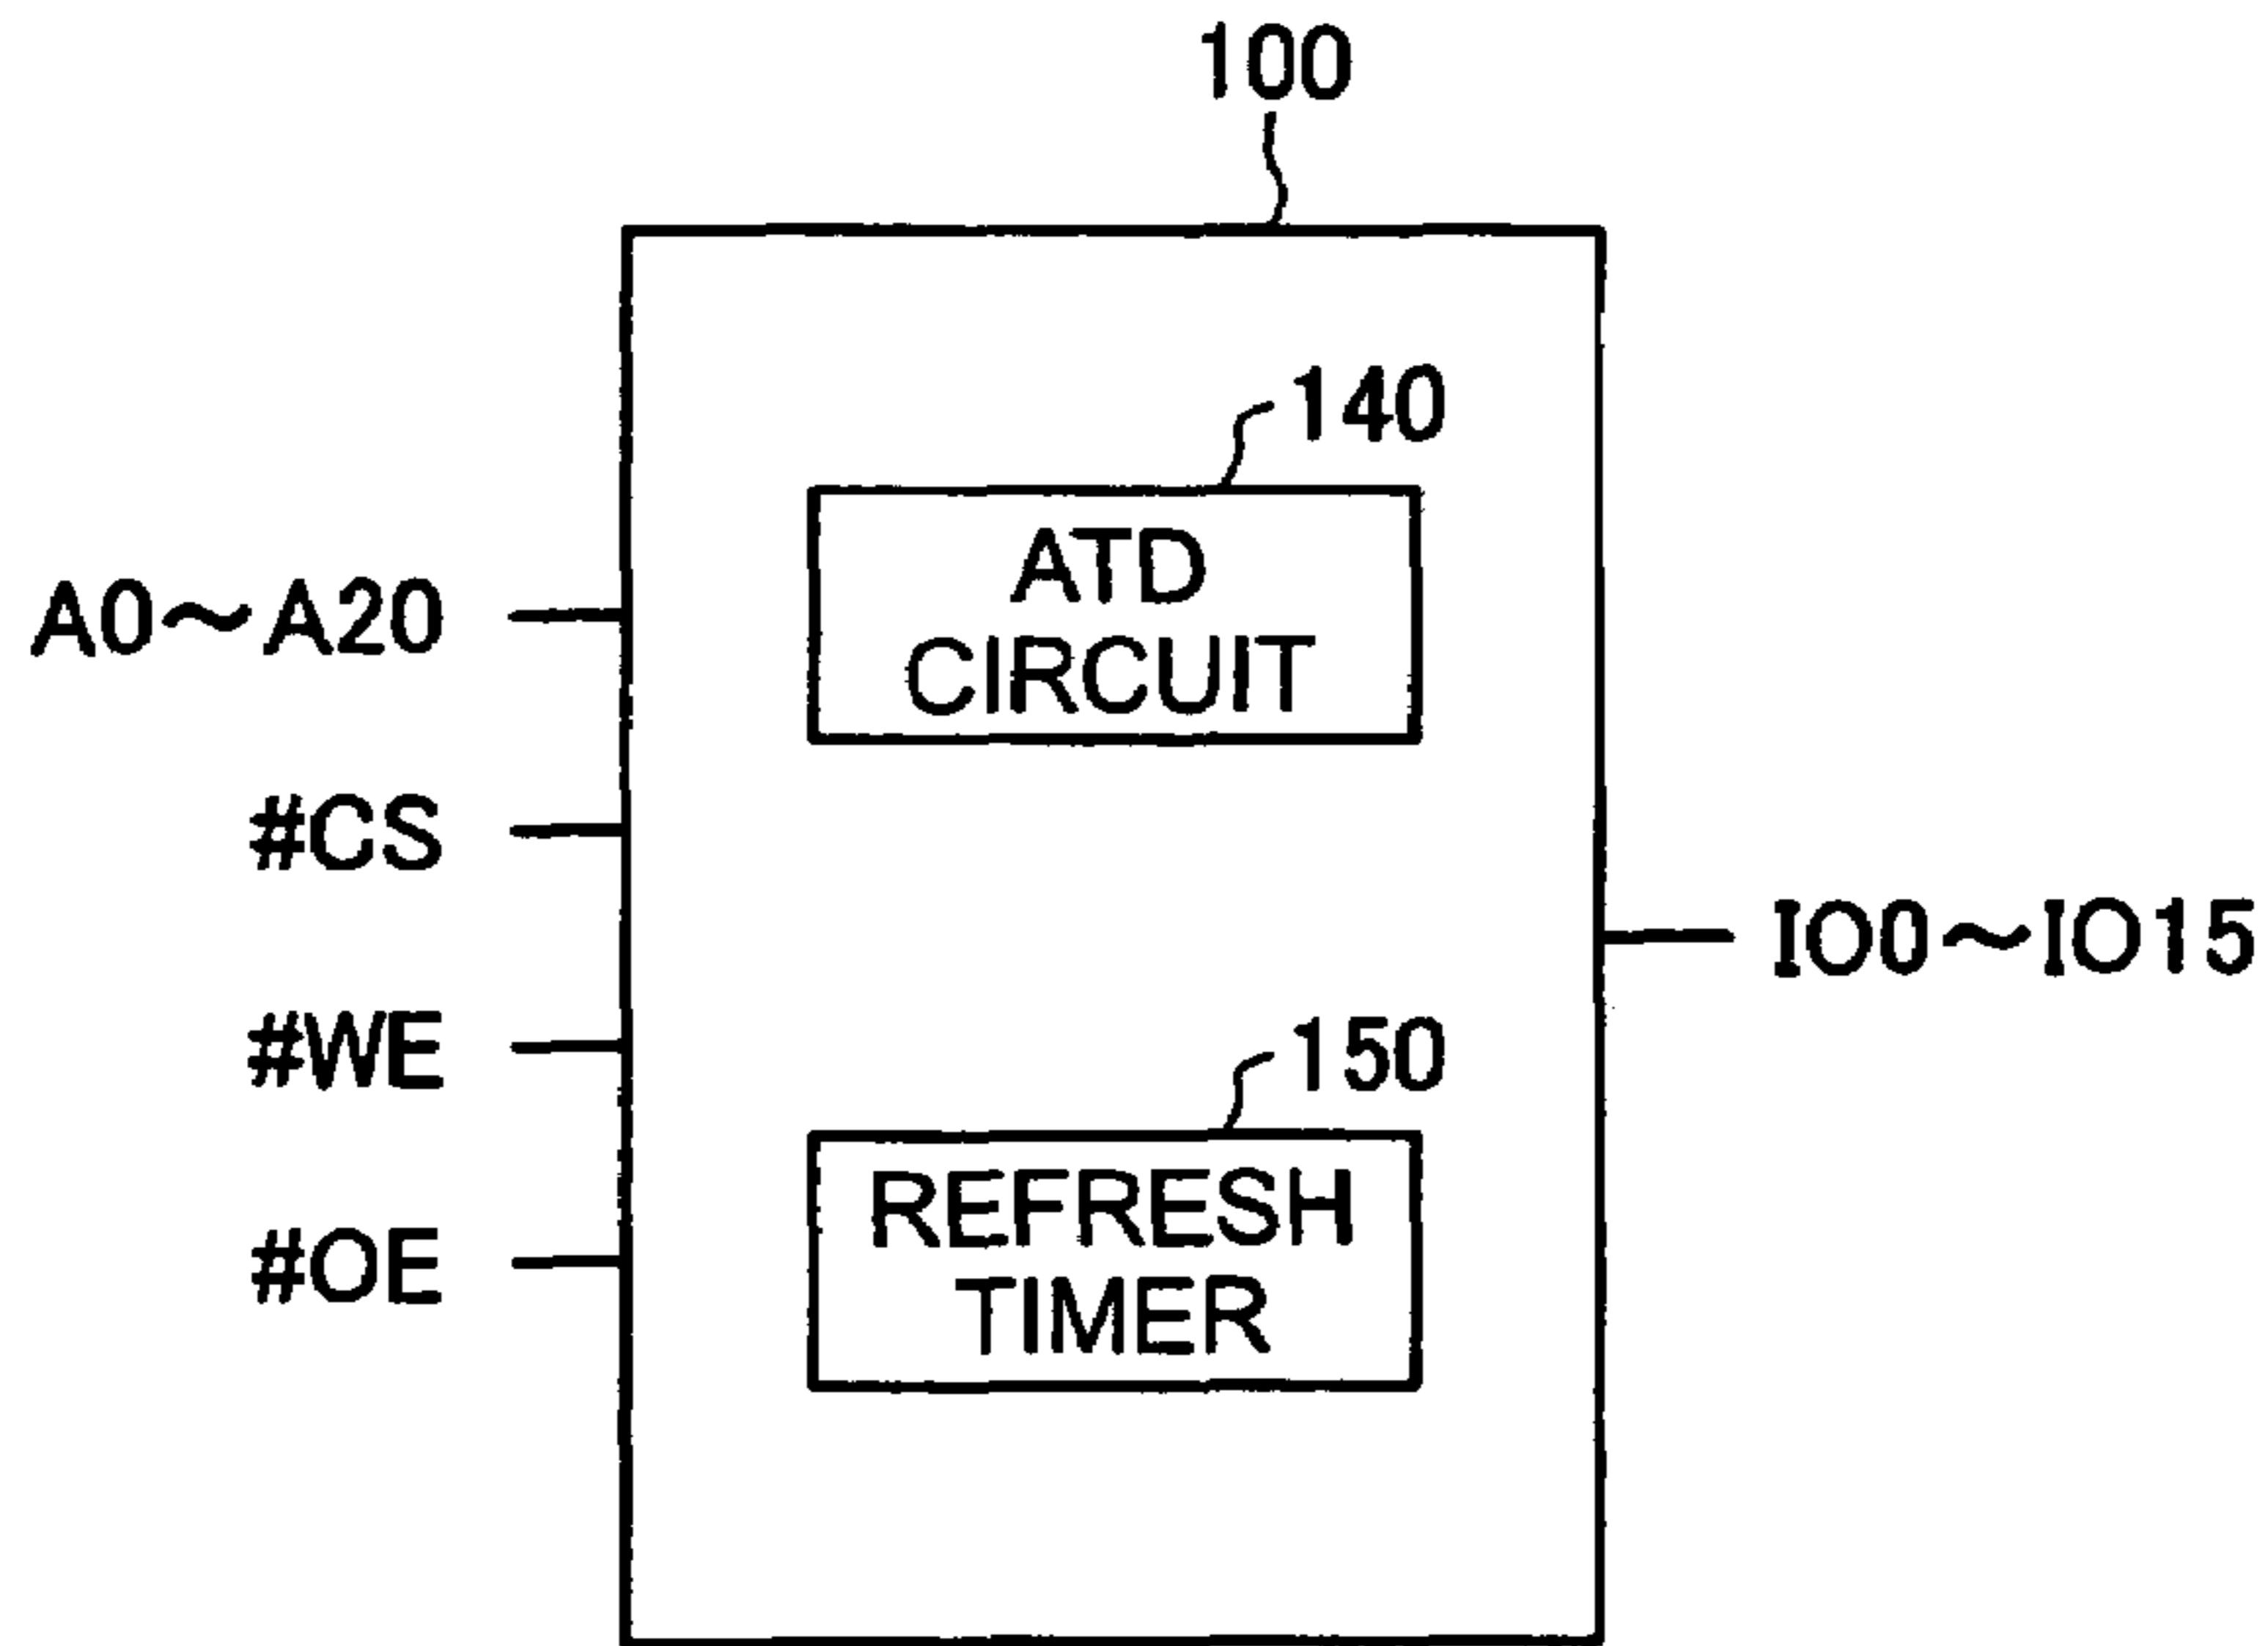 100
140
ATD
CIRCUIT
A0～A20
#CS
IO0～IO15
#WE
150
REFRESH
TIMER
#OE